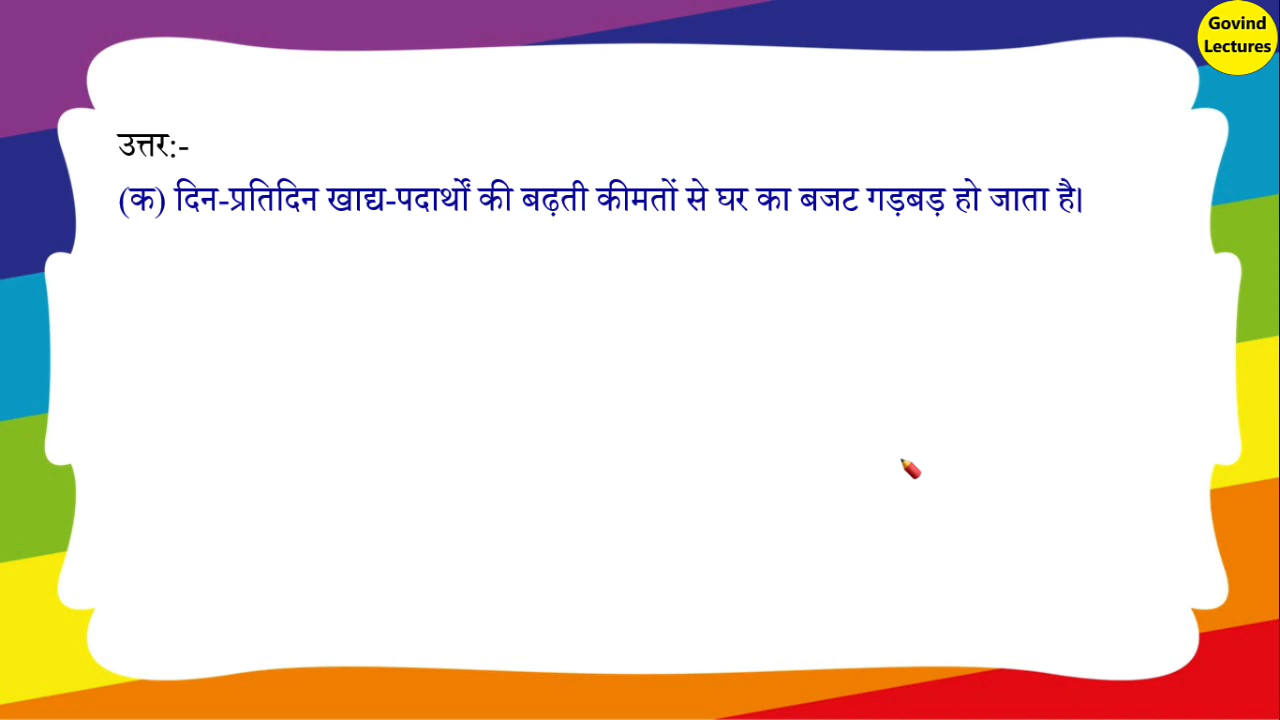 Govind
Lectures
उत्तर:-
(क) दिन-प्रतिदिन खाद्य-पदार्थों की बढ़ती कीमतों से घर का बजट गड़बड़ हो जाता है।